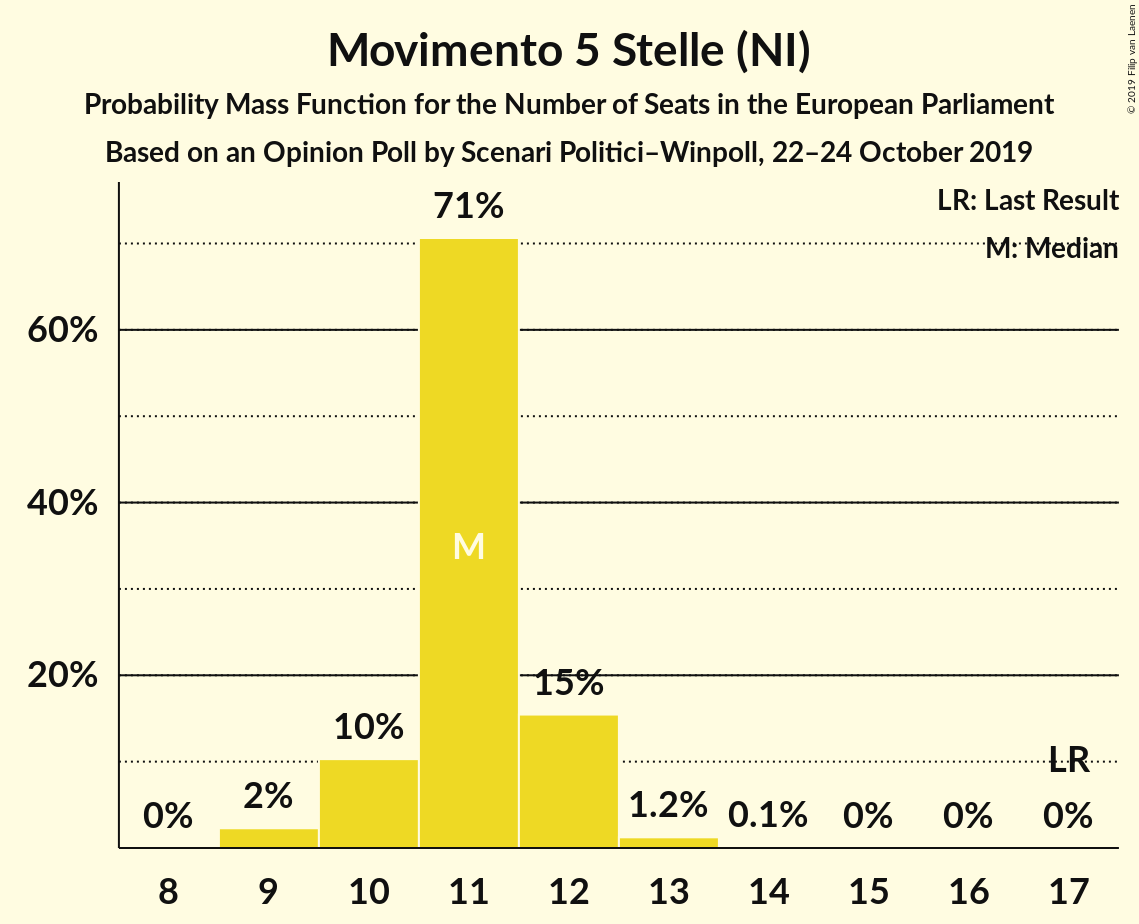 Movimento 5 Stelle (NI)
Probability Mass Function for the Number of Seats in the European Parliament
Based on an Opinion Poll by Scenari Politici–Winpoll, 22–24 October 2019
© 2019 Filip van Laenen
LR: Last Result
M: Median
60%
40%
20%
0%
2%
10%
71%
M
15%
1.2%
0.1%
0%
0%
LR
0%
8 9 10 11 12 13 14 15 16 17